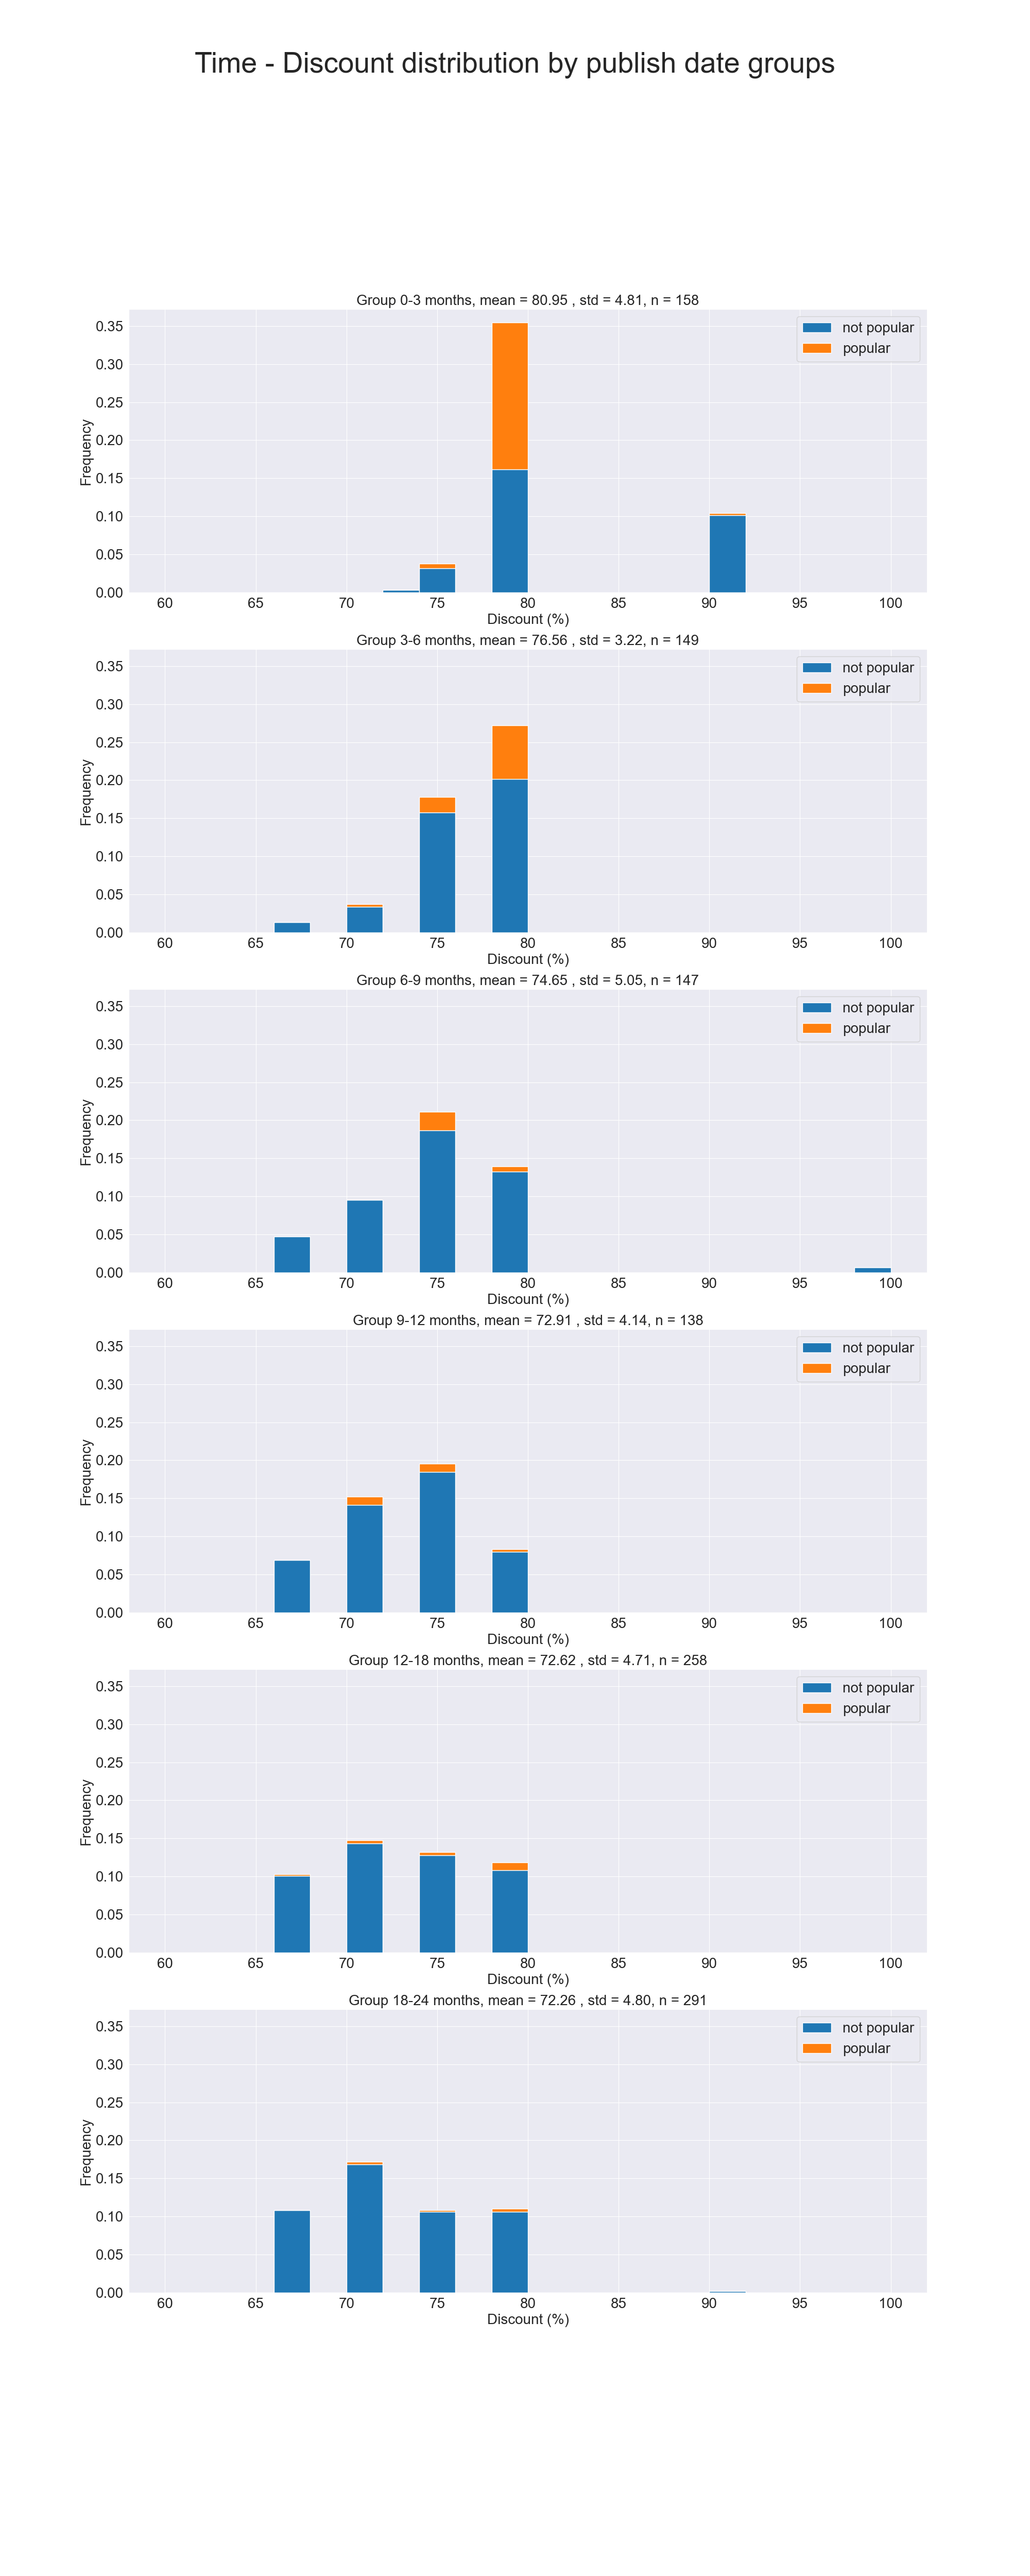 Time - Discount distribution by publish date groups
Group 0-3 months, mean = 80.95 , std = 4.81, n = 158
not popular
popular
0.35
0.30
0.25
0.20
0.15
0.10
0.05
0.00
Frequency
60 65 70 75 80 85 90 95 100
Discount (%)
Group 3-6 months, mean = 76.56 , std = 3.22, n = 149
not popular
popular
0.35
0.30
0.25
0.20
0.15
0.10
0.05
0.00
Frequency
60 65 70 75 80 85 90 95 100
Discount (%)
Group 6-9 months, mean = 74.65 , std = 5.05, n = 147
not popular
popular
0.35
0.30
0.25
0.20
0.15
0.10
0.05
0.00
Frequency
60 65 70 75 80 85 90 95 100
Discount (%)
Group 9-12 months, mean = 72.91 , std = 4.14, n = 138
not popular
popular
0.35
0.30
0.25
0.20
0.15
0.10
0.05
0.00
Frequency
60 65 70 75 80 85 90 95 100
Discount (%)
Group 12-18 months, mean = 72.62 , std = 4.71, n = 258
not popular
popular
0.35
0.30
0.25
0.20
0.15
0.10
0.05
0.00
Frequency
60 65 70 75 80 85 90 95 100
Discount (%)
Group 18-24 months, mean = 72.26 , std = 4.80, n = 291
not popular
popular
0.35
0.30
0.25
0.20
0.15
0.10
0.05
0.00
Frequency
60 65 70 75 80 85 90 95 100
Discount (%)